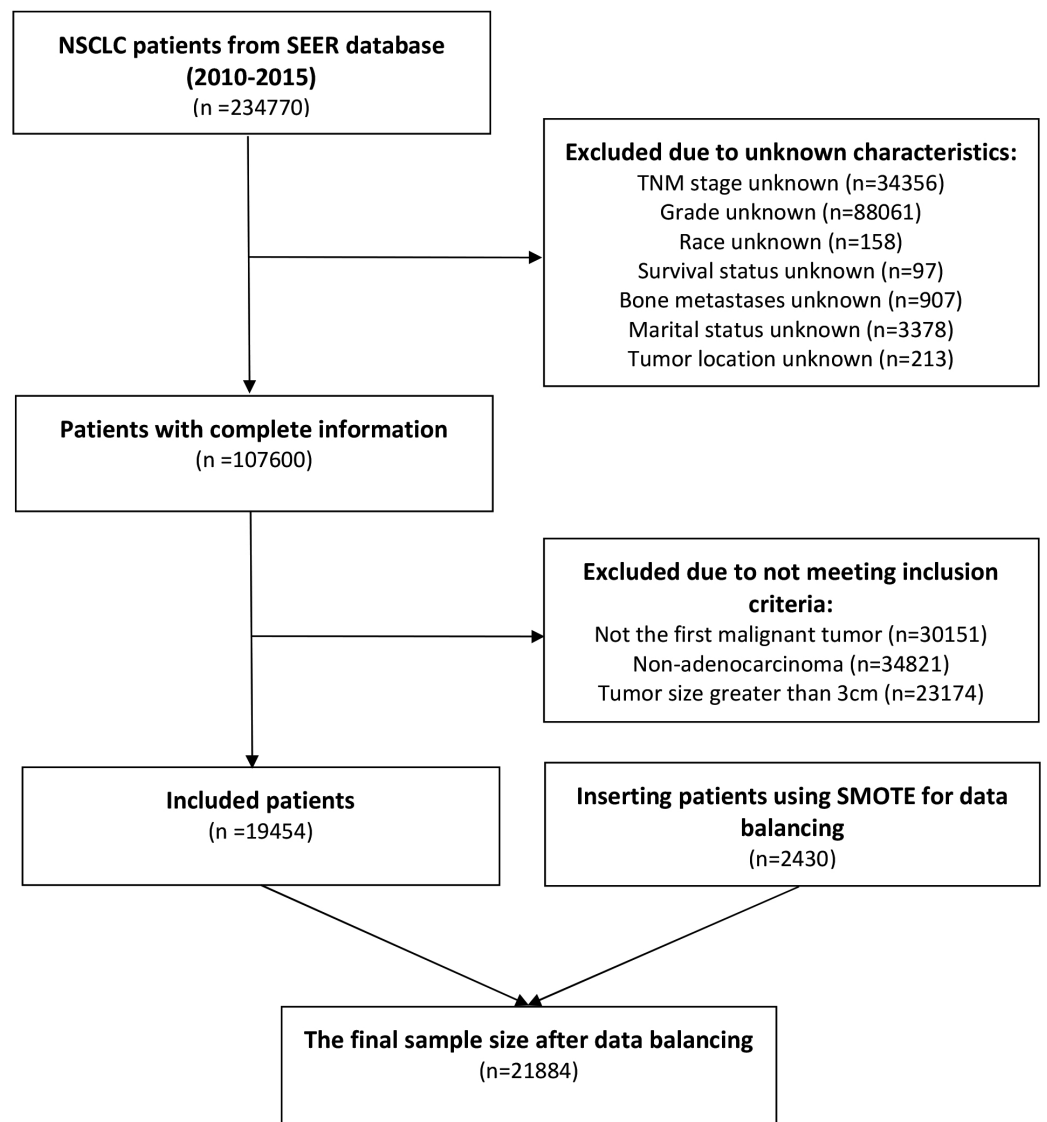 NSCLC patients from SEER database
(2010-2015)
(n =234770)
Excluded due to unknown characteristics:
TNM stage unknown (n=34356)
Grade unknown (n=88061)
Race unknown (n=158)
Survival status unknown (n=97)
Bone metastases unknown (n=907)
Marital status unknown (n=3378)
Tumor location unknown (n=213)
Patients with complete information
(n =107600)
Excluded due to not meeting inclusion
criteria:
Not the first malignant tumor (n=30151)
Non-adenocarcinoma (n=34821)
Tumor size greater than 3cm (n=23174)
Included patients
(n =19454)
Inserting patients using SMOTE for data
balancing
(n=2430)
The final sample size after data balancing
(n=21884)